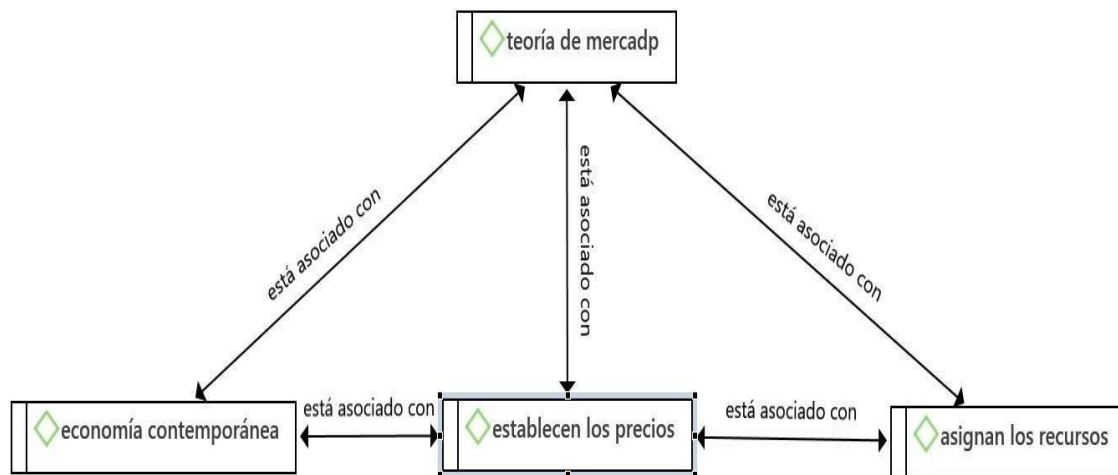 teoría de mercadp
está asociado con
está asociado con
está asociado con
economía contemporánea
está asociado con
establecen los precios
está asociado con
asignan los recursos